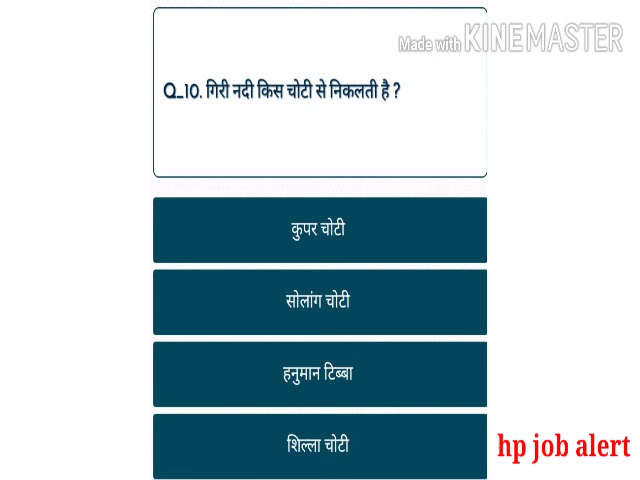 Made with KINEMASTER
Q_10. गिरी नदी किस चोटी से निकलती है ?
कुपर चोटी
सोलांग चोटी
हनुमान टिब्बा
शिल्ला चोटी
hp job alert